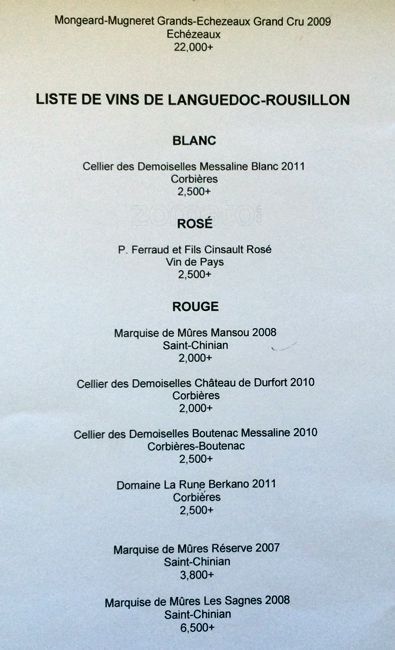 Mongeard-Mugneret Grands-Echezeaux Grand Cru 2009
Echézeaux
22,000+
LISTE DE VINS DE LANGUEDOC-ROUSILLON
BLANC
Cellier des Demoiselles Messaline Blanc 2011
Corbières
2,500+
ROSÉ
P. Ferraud et Fils Cinsault Rosé
Vin de Pays
2,500+
ROUGE
Marquise de Mûres Mansou 2008
Saint-Chinian
2,000+
Cellier des Demoiselles Château de Durfort 2010
Corbières
2,000+
Cellier des Demoiselles Boutenac Messaline 2010
Corbières-Boutenac
2,500+
Domaine La Rune Berkano 2011
Corbières
2,500+
Marquise de Mûres Réserve 2007
Saint-Chinian
3,800+
Marquise de Mûres Les Sagnes 2008
Saint-Chinian
6,500+